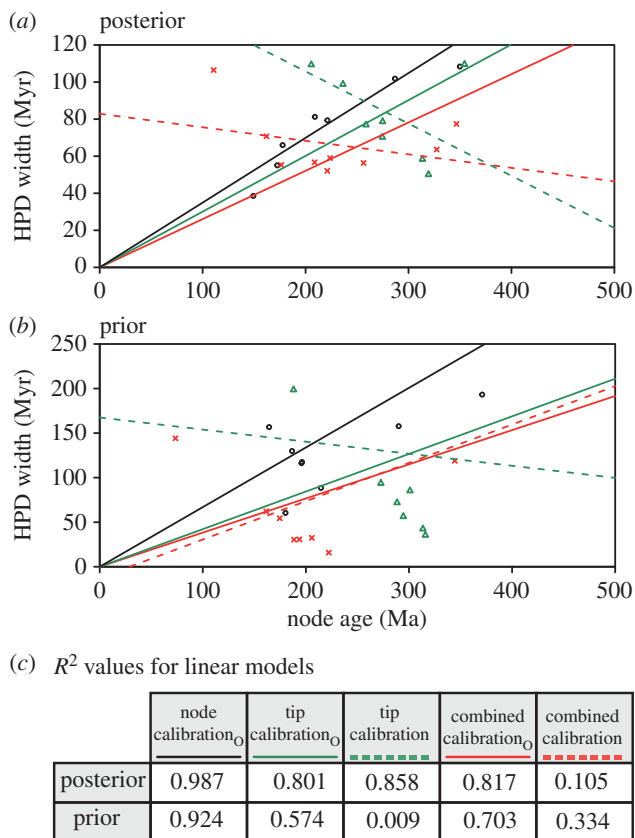 (a) posterior
120
100
80
60
40
20
0
HPD width (Myr)
0 100 200 300 400 500
(b) prior
250
200
150
100
50
0
HPD width (Myr)
0 100 200 300 400 500
node age (Ma)
(c) R² values for linear models
node calibrationO
tip calibrationO
tip calibration
combined calibrationO
combined calibration
posterior 0.987 0.801 0.858 0.817 0.105
prior 0.924 0.574 0.009 0.703 0.334